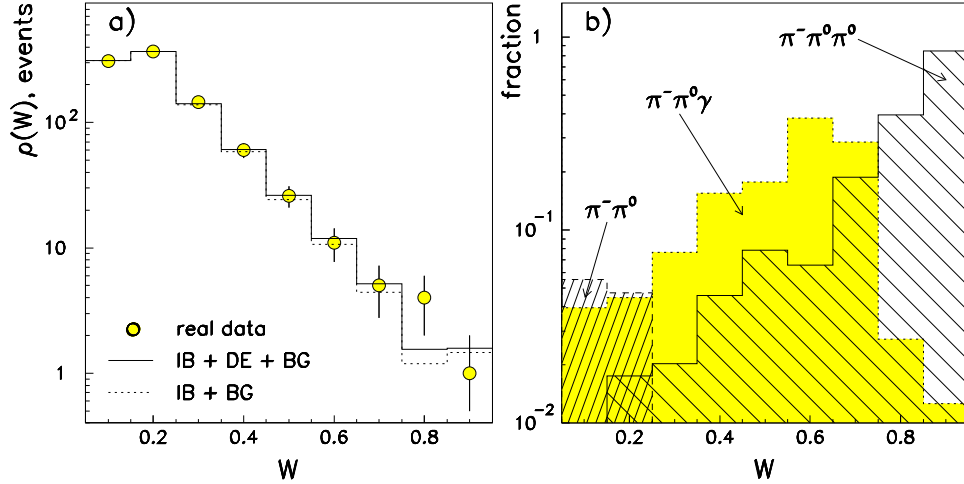 a)
ρ(W), events
10²
10
1
real data
IB + DE + BG
IB + BG
0.2 0.4 0.6 0.8
W
b)
fraction
1
10⁻¹
10⁻²
π⁻π⁰π⁰
π⁻π⁰γ
π⁻π⁰
0.2 0.4 0.6 0.8
W